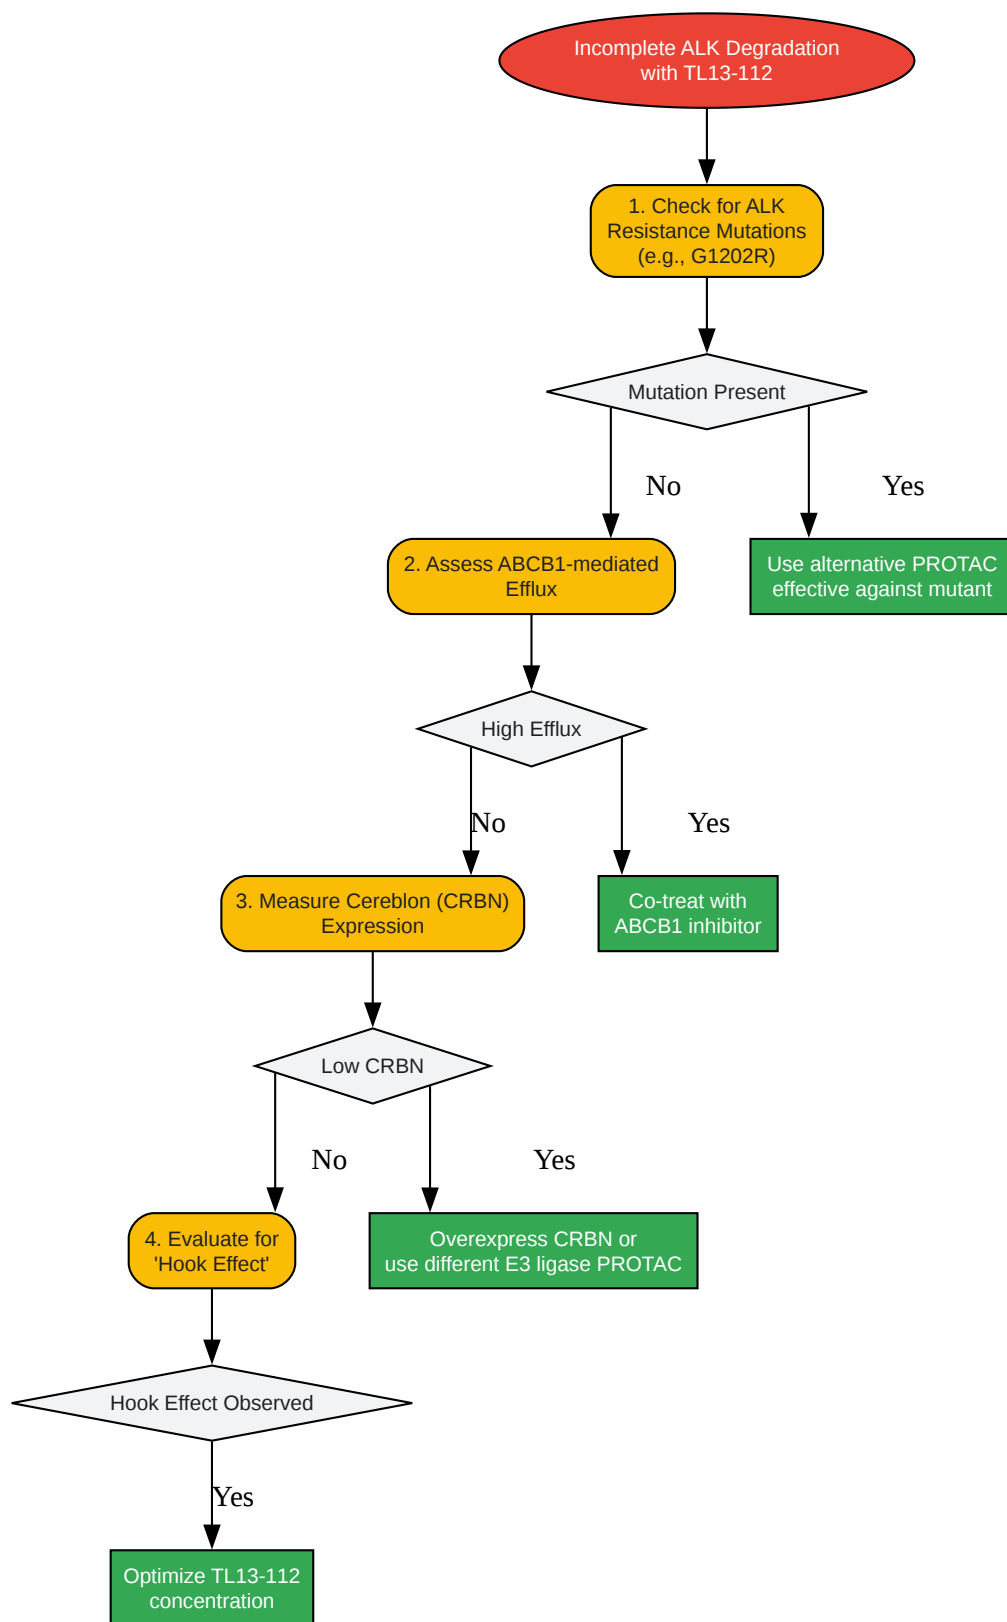 Incomplete ALK Degradation
with TL13-112
1. Check for ALK
Resistance Mutations
(e.g., G1202R)
Mutation Present
No
Yes
2. Assess ABCB1-mediated
Efflux
Use alternative PROTAC
effective against mutant
High Efflux
No
Yes
3. Measure Cereblon (CRBN)
Expression
Co-treat with
ABCB1 inhibitor
Low CRBN
No
Yes
4. Evaluate for
'Hook Effect'
Overexpress CRBN or
use different E3 ligase PROTAC
Hook Effect Observed
Yes
Optimize TL13-112
concentration